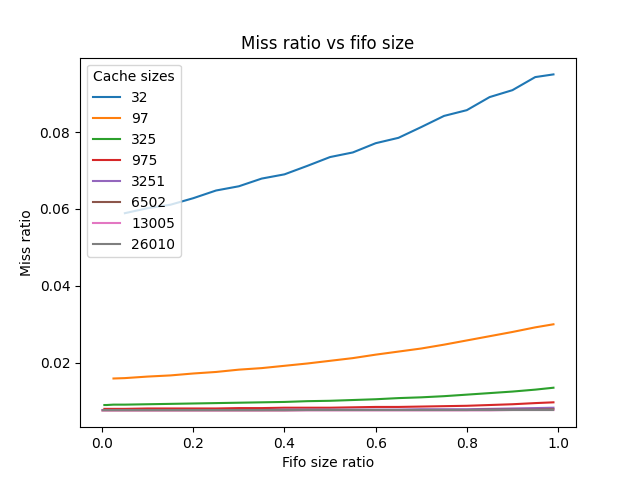 Miss ratio vs fifo size
Cache sizes
32
97
325
975
3251
6502
13005
26010
0.08
0.06
0.04
0.02
Miss ratio
0.0 0.2 0.4 0.6 0.8 1.0
Fifo size ratio